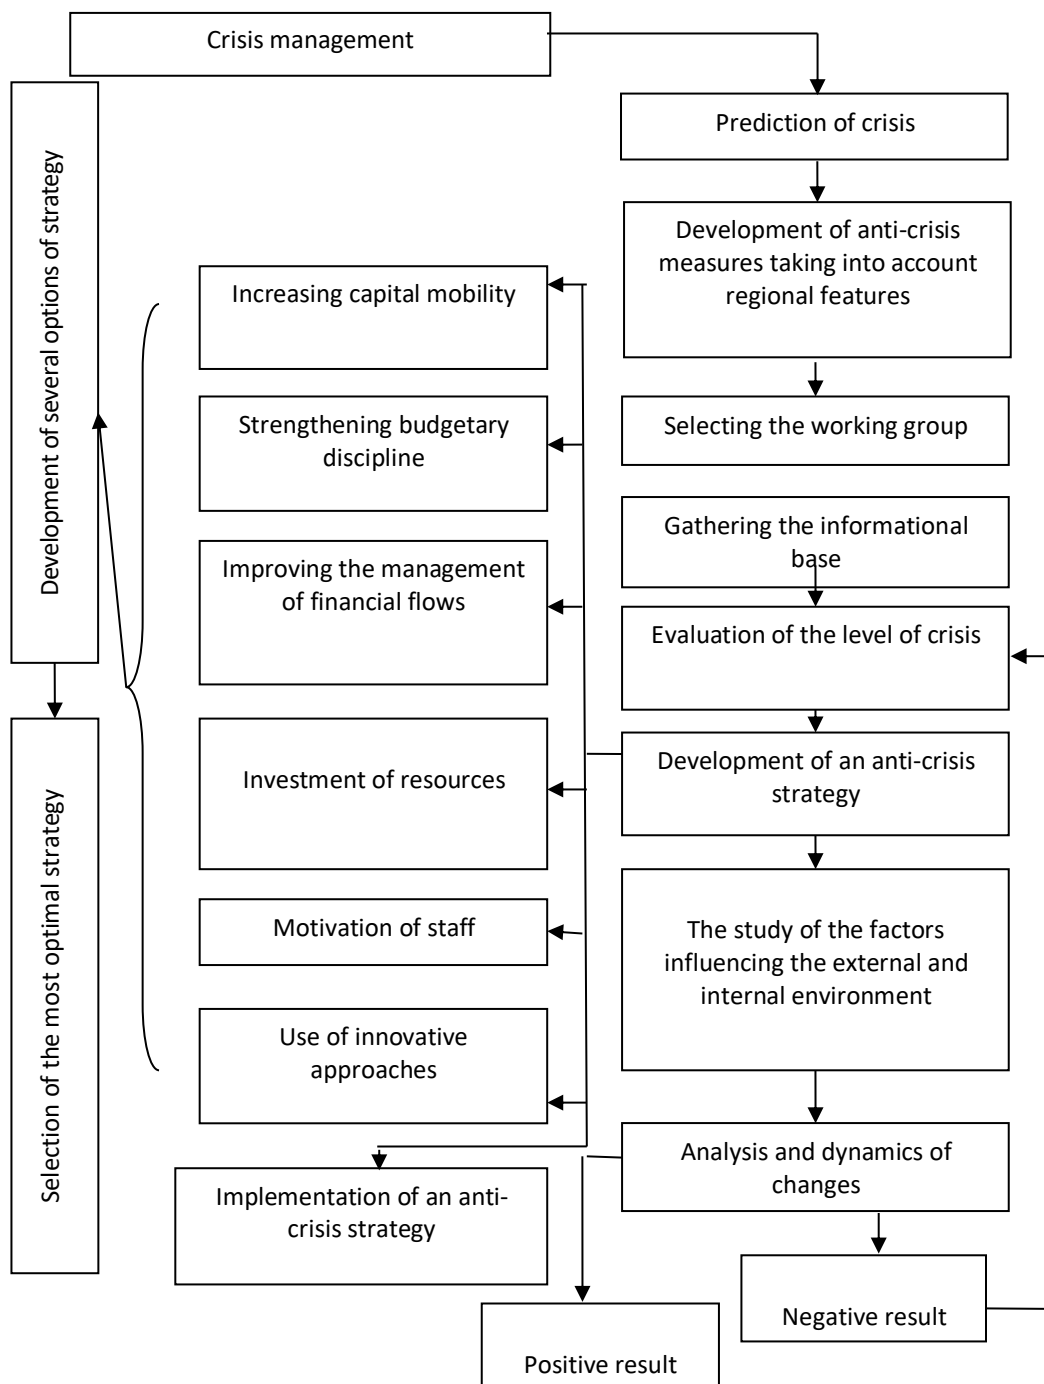 Crisis management
Prediction of crisis
Development of anti-crisis
measures taking into account
regional features
Selecting the working group
Gathering the informational
base
Evaluation of the level of crisis
Development of an anti-crisis
strategy
The study of the factors
influencing the external and
internal environment
Analysis and dynamics of
changes
Negative result
Positive result
Increasing capital mobility
Strengthening budgetary
discipline
Improving the management
of financial flows
Investment of resources
Motivation of staff
Use of innovative
approaches
Implementation of an anti-
crisis strategy
Development of several options of strategy
Selection of the most optimal strategy